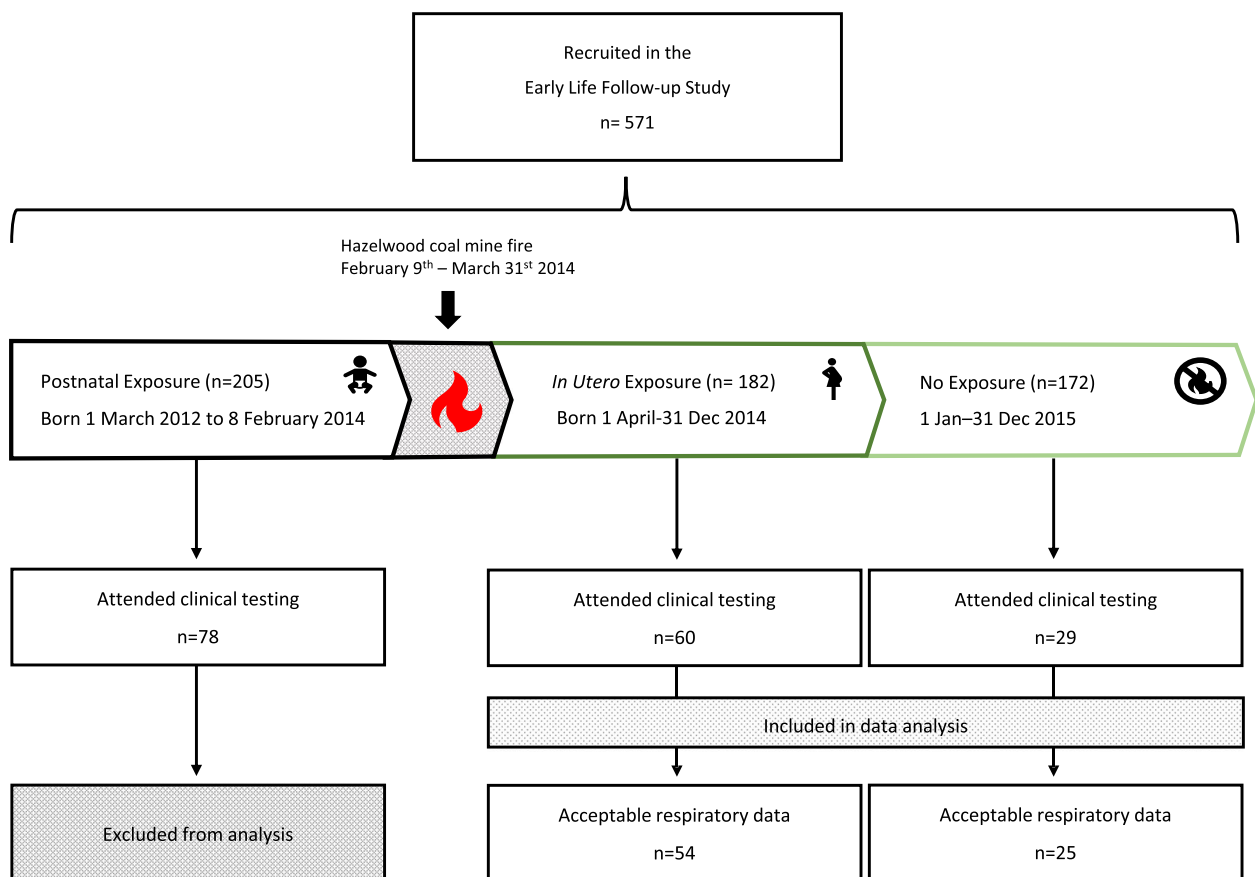 Recruited in the
Early Life Follow-up Study
n= 571
Hazelwood coal mine fire
February 9th – March 31st 2014
Postnatal Exposure (n=205)
Born 1 March 2012 to 8 February 2014
In Utero Exposure (n= 182)
Born 1 April-31 Dec 2014
No Exposure (n=172)
1 Jan–31 Dec 2015
Attended clinical testing
n=78
Attended clinical testing
n=60
Attended clinical testing
n=29
Included in data analysis
Excluded from analysis
Acceptable respiratory data
n=54
Acceptable respiratory data
n=25